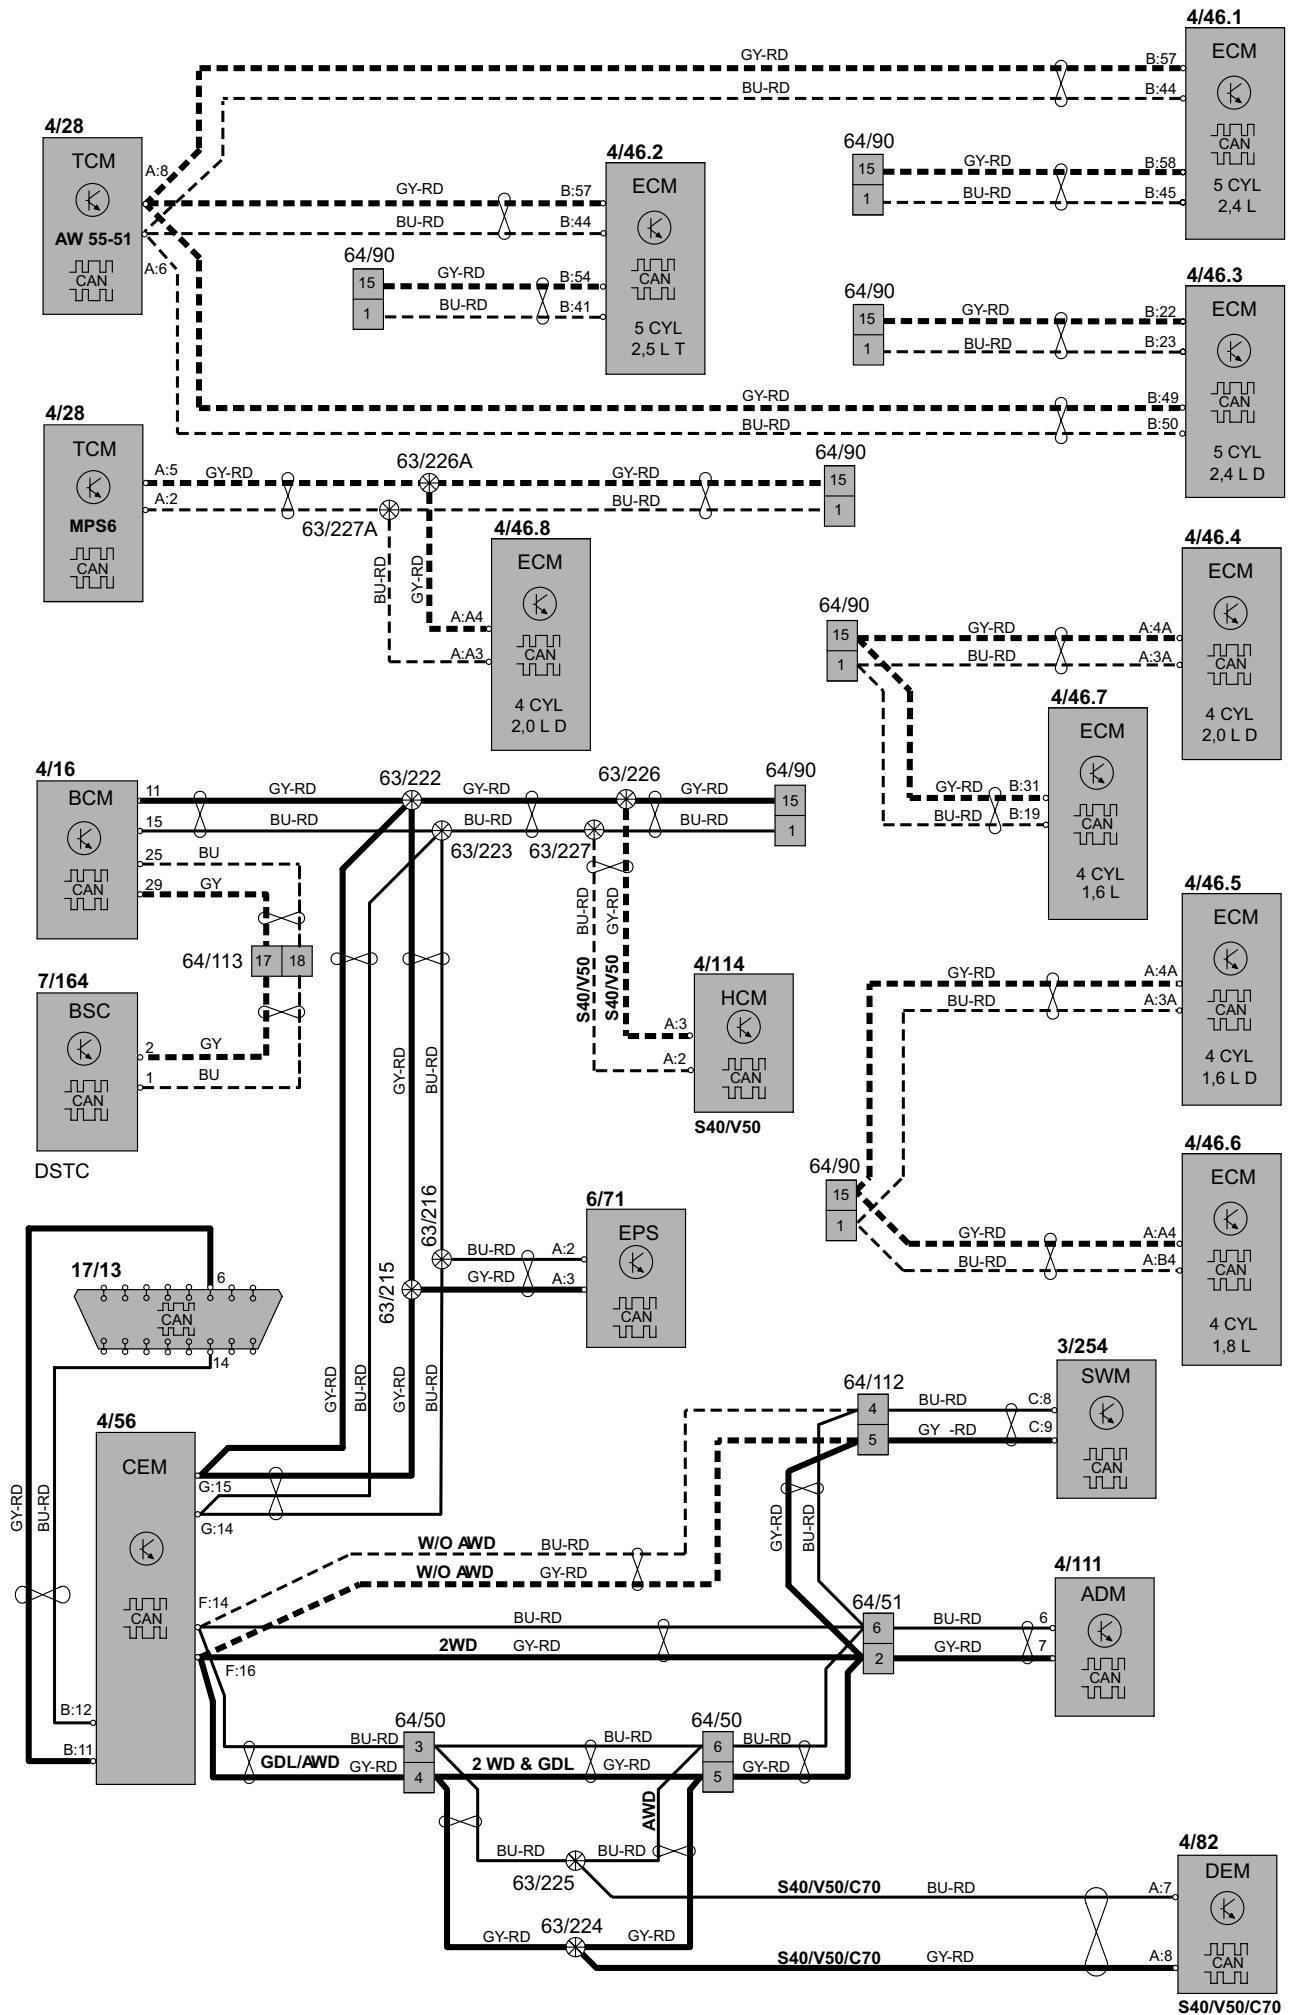 4/46.1
ECM
CAN
5 CYL
2,4 L
GY-RD
B:57
BU-RD
B:44
64/90
15
1
GY-RD
B:58
BU-RD
B:45
4/28
TCM
AW 55-51
CAN
A:8
A:6
4/46.2
ECM
CAN
5 CYL
2,5 L T
GY-RD
B:57
BU-RD
B:44
64/90
15
1
GY-RD
B:54
BU-RD
B:41
4/46.3
ECM
CAN
5 CYL
2,4 L D
64/90
15
1
GY-RD
B:22
BU-RD
B:23
GY-RD
B:49
BU-RD
B:50
4/28
TCM
MPS6
CAN
A:5
GY-RD
63/226A
GY-RD
64/90
15
1
A:2
63/227A
BU-RD
BU-RD
GY-RD
4/46.8
ECM
CAN
4 CYL
2,0 L D
A:A4
A:A3
4/46.4
ECM
CAN
4 CYL
2,0 L D
64/90
15
1
GY-RD
A:4A
BU-RD
A:3A
4/46.7
ECM
CAN
4 CYL
1,6 L
GY-RD
B:31
BU-RD
B:19
4/16
BCM
CAN
11
GY-RD
63/222
GY-RD
63/226
64/90
15
1
15
BU-RD
BU-RD
BU-RD
63/223
63/227
25
BU
29
GY
64/113
17
18
7/164
BSC
CAN
2
GY
1
BU
DSTC
BU-RD
GY-RD
S40/V50
S40/V50
4/114
HCM
CAN
A:3
A:2
S40/V50
4/46.5
ECM
CAN
4 CYL
1,6 L D
GY-RD
A:4A
BU-RD
A:3A
64/90
15
1
4/46.6
ECM
CAN
4 CYL
1,8 L
GY-RD
A:A4
BU-RD
A:B4
GY-RD
BU-RD
63/216
63/215
6/71
EPS
CAN
BU-RD
A:2
GY-RD
A:3
17/13
6
CAN
14
GY-RD
BU-RD
GY-RD
BU-RD
GY-RD
BU-RD
4/56
CEM
CAN
G:15
G:14
F:14
F:16
B:12
B:11
W/O AWD
BU-RD
W/O AWD
GY-RD
BU-RD
2WD
GY-RD
64/112
4
5
BU-RD
C:8
GY -RD
C:9
3/254
SWM
CAN
GY-RD
BU-RD
64/51
6
2
BU-RD
6
GY-RD
7
4/111
ADM
CAN
GDL/AWD
BU-RD
GY-RD
64/50
3
4
BU-RD
2 WD & GDL
GY-RD
64/50
6
5
BU-RD
GY-RD
AWD
BU-RD
BU-RD
63/225
63/224
GY-RD
GY-RD
S40/V50/C70
BU-RD
A:7
S40/V50/C70
GY-RD
A:8
4/82
DEM
CAN
S40/V50/C70